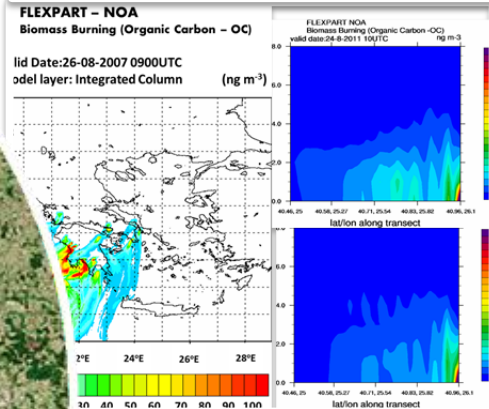 FLEXPART – NOA
Biomass Burning (Organic Carbon – OC)
lid Date:26-08-2007 0900UTC
odel layer: Integrated Column (ng m-3)
2°E 24°E 26°E 28°E
30 40 50 60 70 80 90 100
FLEXPART NOA
Biomass Burning (Organic Carbon -OC)
valid date:24-8-2011 10UTC ng m-3
8.0
6.0
4.0
2.0
0.0
40.46, 25 40.58, 25.27 40.71, 25.54 40.83, 25.82 40.96, 26.1
lat/lon along transect
6.0
4.0
2.0
0.0
40.46, 25 40.58, 25.27 40.71, 25.54 40.83, 25.82 40.96, 26.1
lat/lon along transect